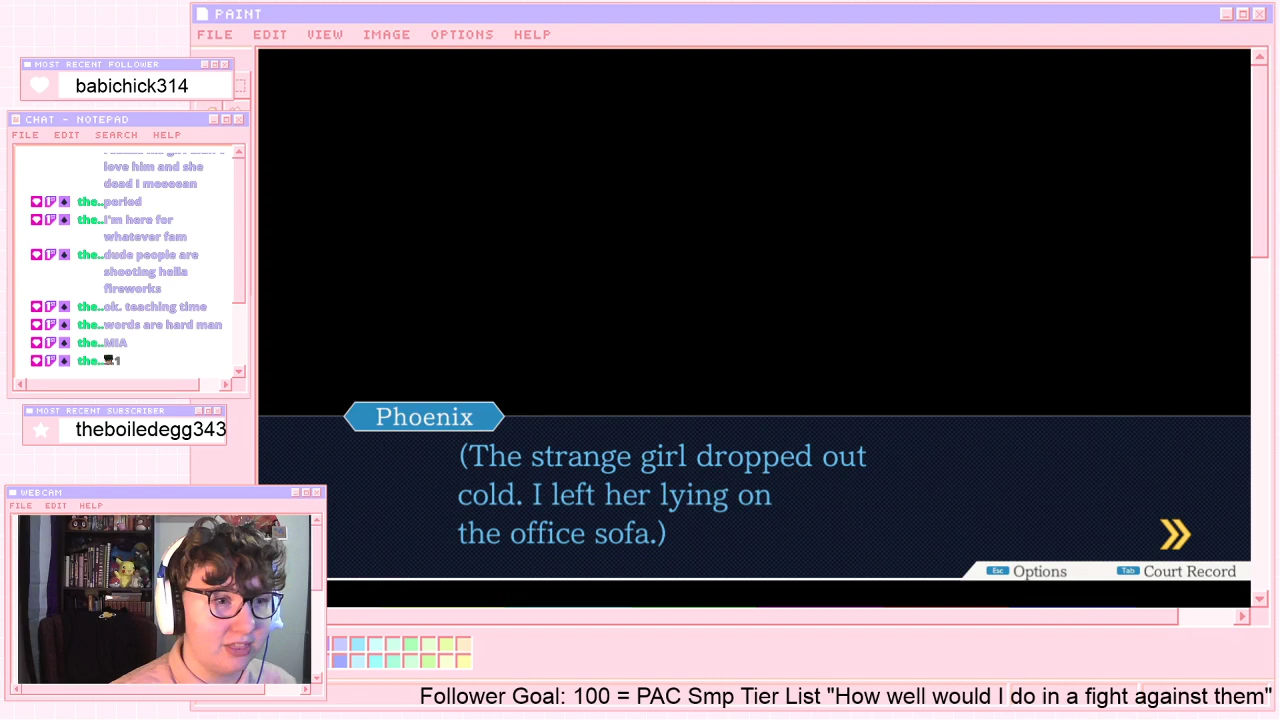 PAINT
FILE EDIT VIEW IMAGE OPTIONS HELP
MOST RECENT FOLLOWER
babichick314
CHAT - NOTEPAD
FILE EDIT SEARCH HELP
love him and she
dead I moooean
the..period
the..I'm here for
whatever fam
the..dude people are
shooting hella
fireworks
the..ok. teaching time
the..words are hard man
the..MIA
the..1
MOST RECENT SUBSCRIBER
theboiledegg343
WEBCAM
FILE EDIT HELP
Phoenix
(The strange girl dropped out
cold. I left her lying on
the office sofa.)
Esc Options Tab Court Record
Follower Goal: 100 = PAC Smp Tier List "How well would I do in a fight against them"